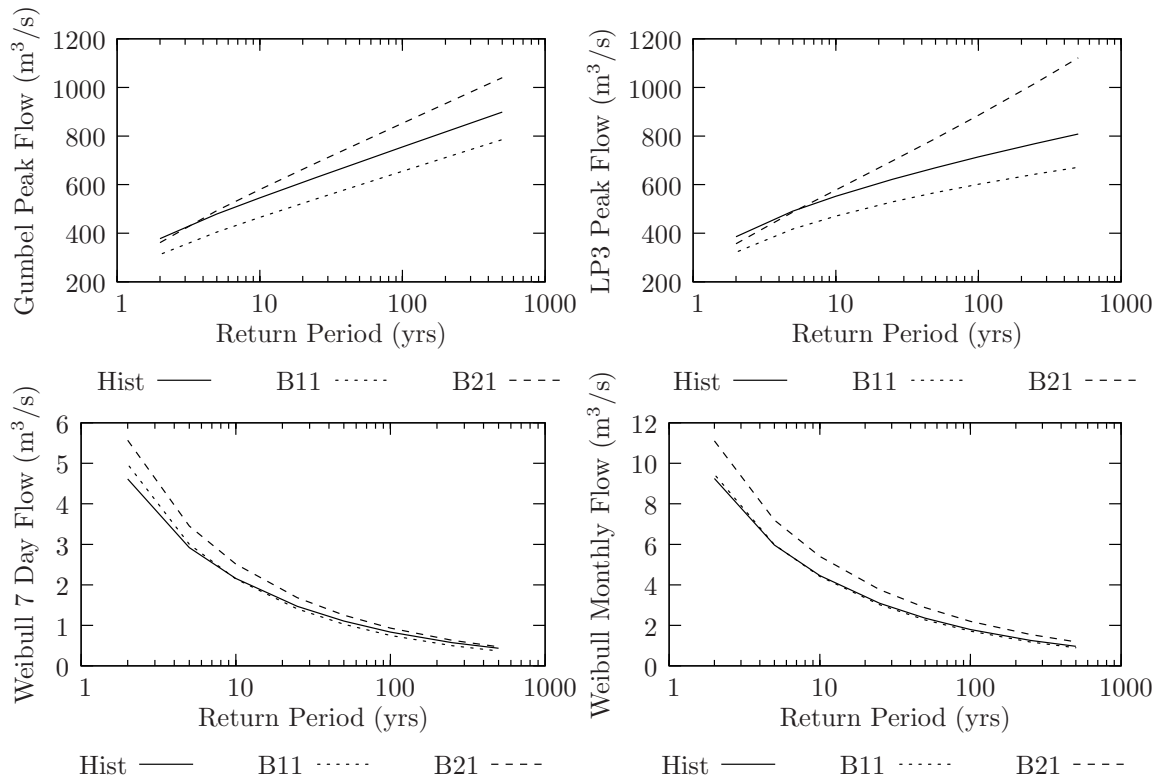 Gumbel Peak Flow (m³/s)
1200
1000
800
600
400
200
1 10 100 1000
Return Period (yrs)
Hist B11 B21
LP3 Peak Flow (m³/s)
1200
1000
800
600
400
200
1 10 100 1000
Return Period (yrs)
Hist B11 B21
Weibull 7 Day Flow (m³/s)
6
5
4
3
2
1
0
1 10 100 1000
Return Period (yrs)
Hist B11 B21
Weibull Monthly Flow (m³/s)
12
10
8
6
4
2
0
1 10 100 1000
Return Period (yrs)
Hist B11 B21